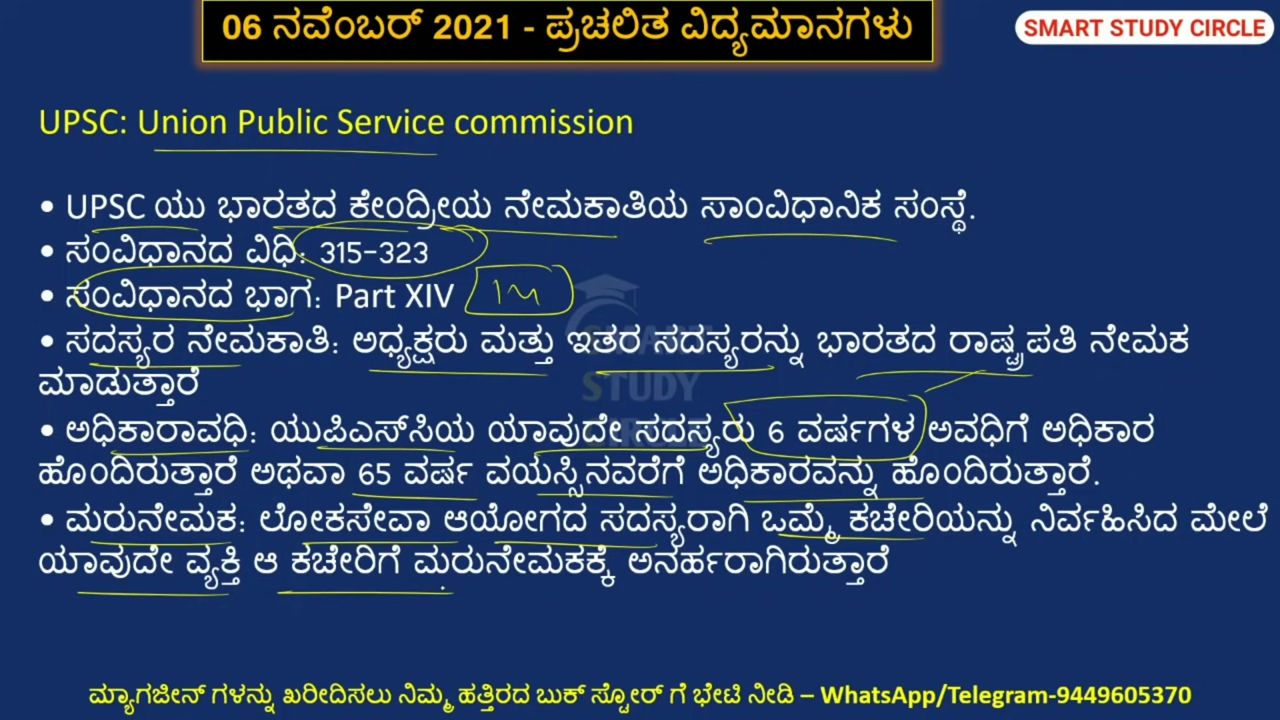 06 ನವೆಂಬರ್ 2021 - ಪ್ರಚಲಿತ ವಿದ್ಯಮಾನಗಳು
SMART STUDY CIRCLE
UPSC: Union Public Service commission
• UPSC ಯು ಭಾರತದ ಕೇಂದ್ರೀಯ ನೇಮಕಾತಿಯ ಸಾಂವಿಧಾನಿಕ ಸಂಸ್ಥೆ.
• ಸಂವಿಧಾನದ ವಿಧಿ: 315-323
• ಸಂವಿಧಾನದ ಭಾಗ: Part XIV 14
• ಸದಸ್ಯರ ನೇಮಕಾತಿ: ಅಧ್ಯಕ್ಷರು ಮತ್ತು ಇತರ ಸದಸ್ಯರನ್ನು ಭಾರತದ ರಾಷ್ಟ್ರಪತಿ ನೇಮಕ
ಮಾಡುತ್ತಾರೆ
• ಅಧಿಕಾರಾವಧಿ: ಯುಪಿಎಸ್‌ಸಿಯ ಯಾವುದೇ ಸದಸ್ಯರು 6 ವರ್ಷಗಳ ಅವಧಿಗೆ ಅಧಿಕಾರ
ಹೊಂದಿರುತ್ತಾರೆ ಅಥವಾ 65 ವರ್ಷ ವಯಸ್ಸಿನವರೆಗೆ ಅಧಿಕಾರವನ್ನು ಹೊಂದಿರುತ್ತಾರೆ.
• ಮರುನೇಮಕ: ಲೋಕಸೇವಾ ಆಯೋಗದ ಸದಸ್ಯರಾಗಿ ಒಮ್ಮೆ ಕಚೇರಿಯನ್ನು ನಿರ್ವಹಿಸಿದ ಮೇಲೆ
ಯಾವುದೇ ವ್ಯಕ್ತಿ ಆ ಕಚೇರಿಗೆ ಮರುನೇಮಕಕ್ಕೆ ಅನರ್ಹರಾಗಿರುತ್ತಾರೆ
SMART
STUDY
CIRCLE
ಮ್ಯಾಗಜೀನ್ ಗಳನ್ನು ಖರೀದಿಸಲು ನಿಮ್ಮ ಹತ್ತಿರದ ಬುಕ್ ಸ್ಟೋರ್ ಗೆ ಭೇಟಿ ನೀಡಿ – WhatsApp/Telegram-9449605370